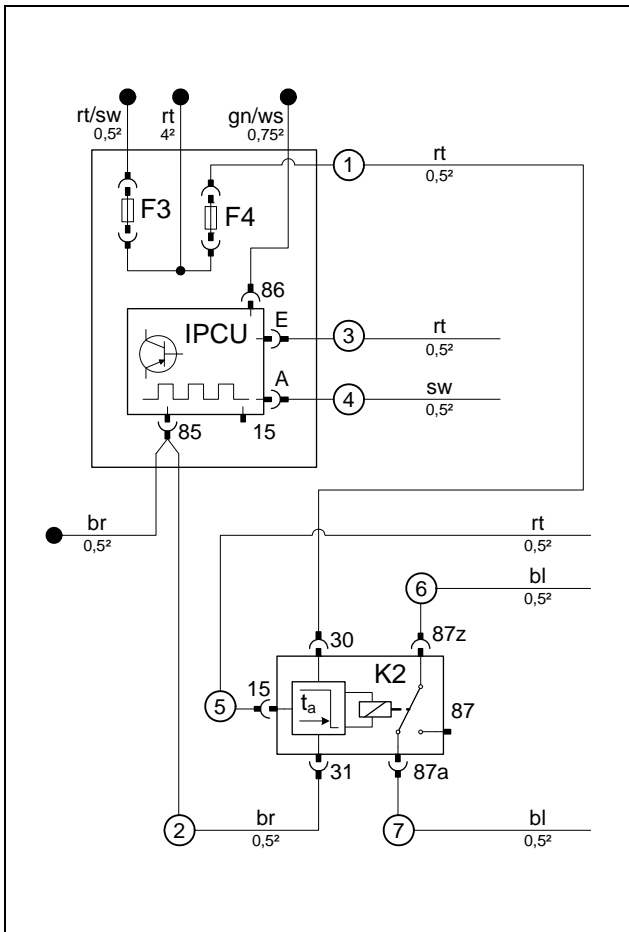 rt/sw
0,5²
rt
4²
gn/ws
0,75²
F3
F4
1
rt
0,5²
86
IPCU
E
3
rt
0,5²
A
4
sw
0,5²
85
15
br
0,5²
rt
0,5²
6
bl
0,5²
30
87z
K2
15
5
ta
87
31
87a
2
br
0,5²
7
bl
0,5²